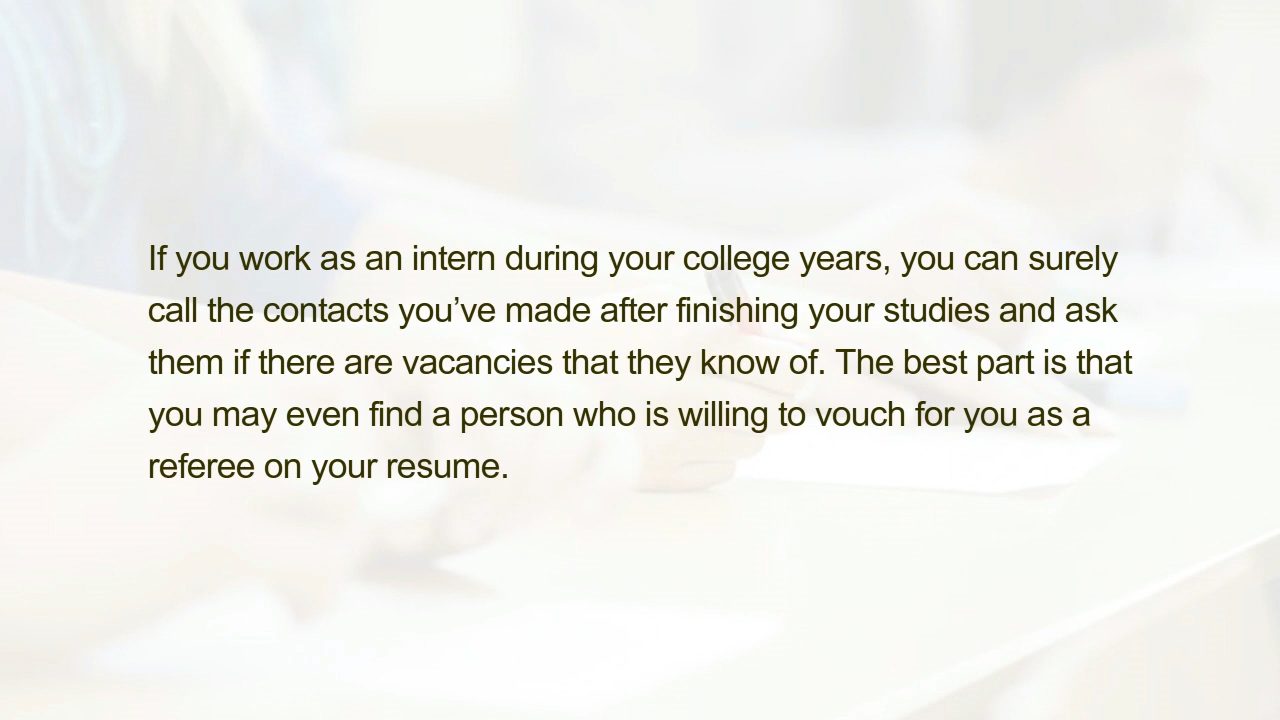 If you work as an intern during your college years, you can surely
call the contacts you’ve made after finishing your studies and ask
them if there are vacancies that they know of. The best part is that
you may even find a person who is willing to vouch for you as a
referee on your resume.